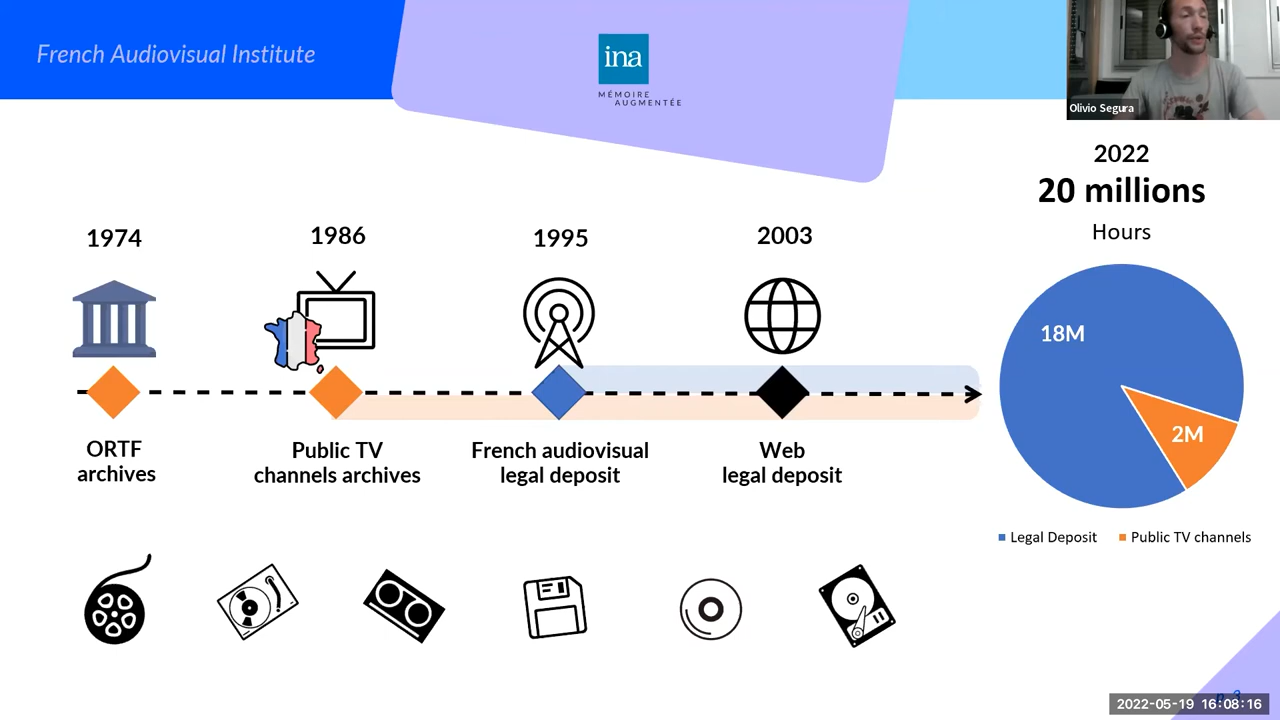 French Audiovisual Institute
ina
MÉMOIRE
AUGMENTÉE
Olivio Segura
2022
20 millions
Hours
1974
1986
1995
2003
18M
2M
ORTF
archives
Public TV
channels archives
French audiovisual
legal deposit
Web
legal deposit
Legal Deposit
Public TV channels
p. 3
2022-05-19 16:08:16